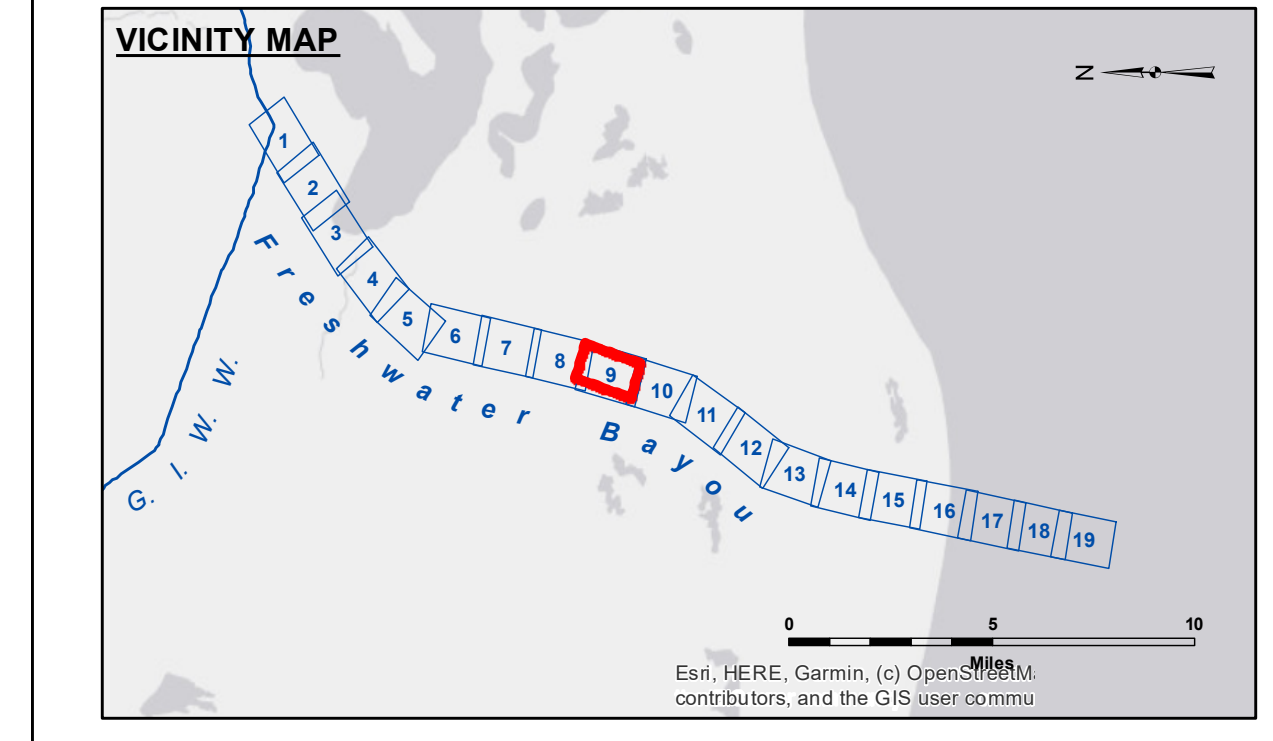 VICINITY MAP
N
1
2
3
4
5
6
7
8
9
10
11
12
13
14
15
16
17
18
19
Freshwater Bayou
G. I. W. W.
0 5 10
Miles
Esri, HERE, Garmin, (c) OpenStreetM
contributors, and the GIS user commu